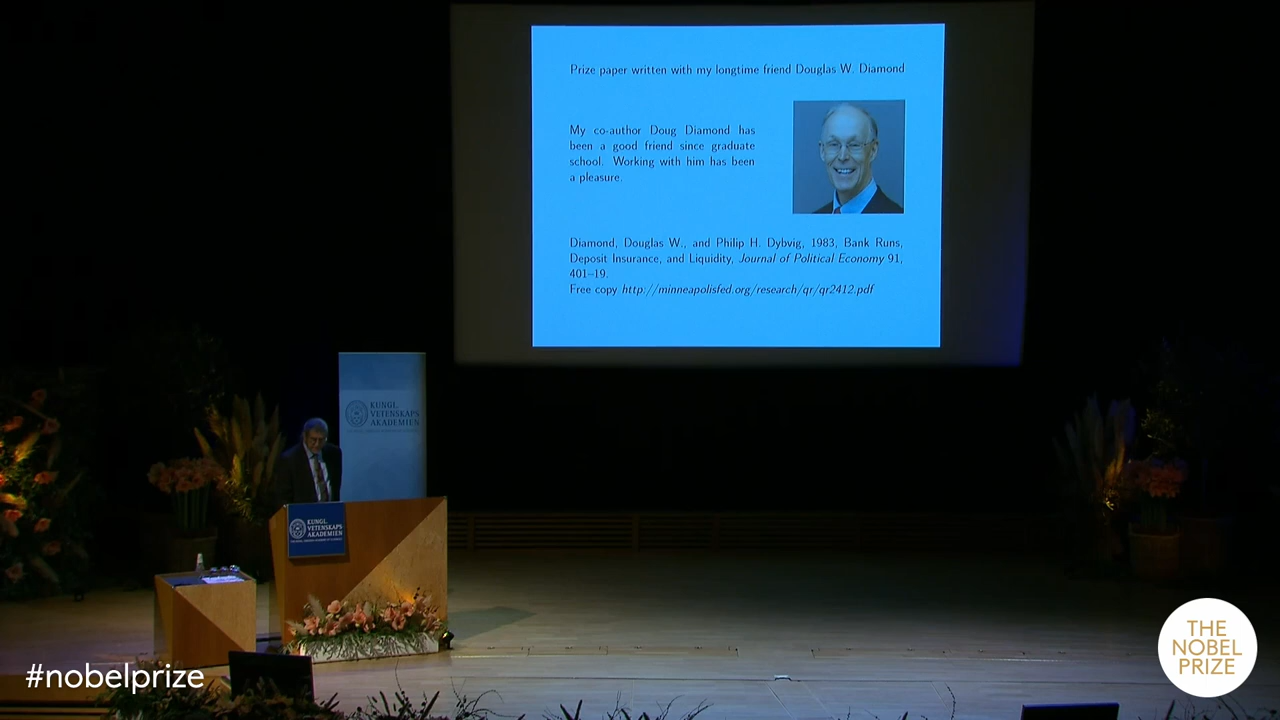 Prize paper written with my longtime friend Douglas W. Diamond
My co-author Doug Diamond has
been a good friend since graduate
school. Working with him has been
a pleasure.
Diamond, Douglas W., and Philip H. Dybvig, 1983, Bank Runs,
Deposit Insurance, and Liquidity, Journal of Political Economy 91,
401–19.
Free copy http://minneapolisfed.org/research/qr/qr2412.pdf
KUNGL.
VETENSKAPS
AKADEMIEN
KUNGL.
VETENSKAPS
AKADEMIEN
#nobelprize
THE
NOBEL
PRIZE